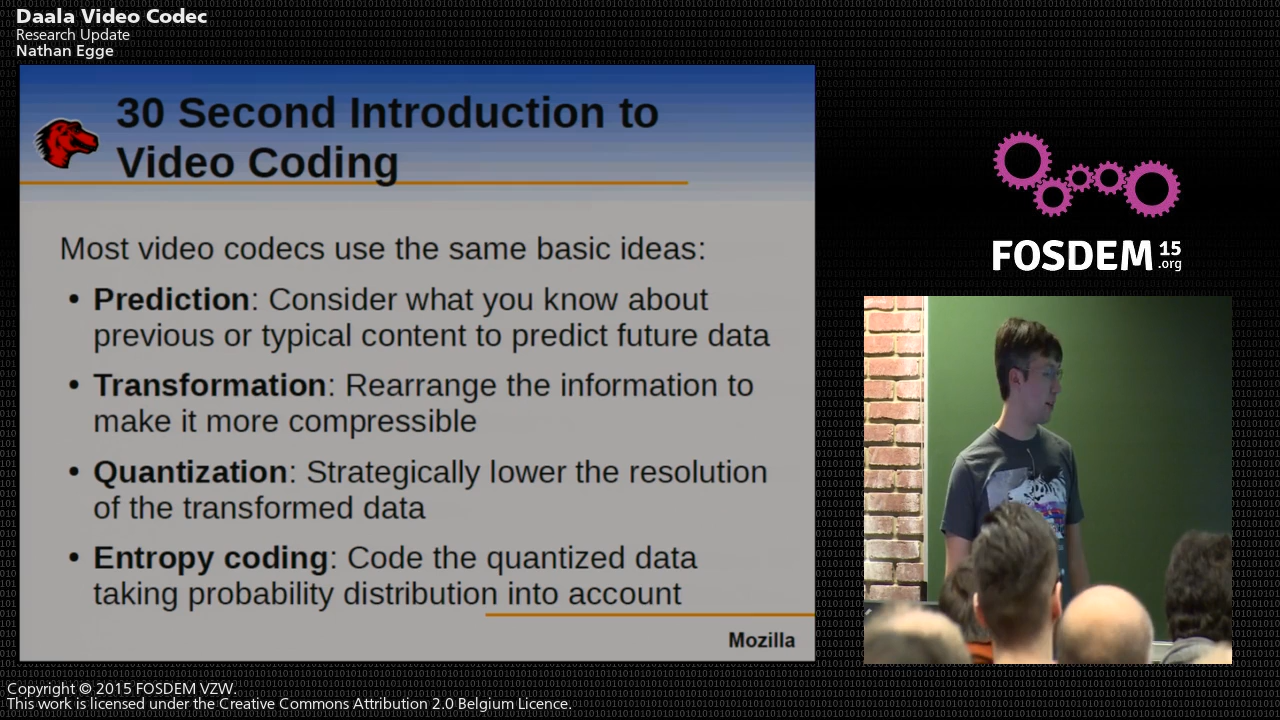 Daala Video Codec
Research Update
Nathan Egge
30 Second Introduction to
Video Coding
Most video codecs use the same basic ideas:
• Prediction: Consider what you know about
previous or typical content to predict future data
• Transformation: Rearrange the information to
make it more compressible
• Quantization: Strategically lower the resolution
of the transformed data
• Entropy coding: Code the quantized data
taking probability distribution into account
Mozilla
FOSDEM 15
.org
Copyright © 2015 FOSDEM VZW.
This work is licensed under the Creative Commons Attribution 2.0 Belgium Licence.